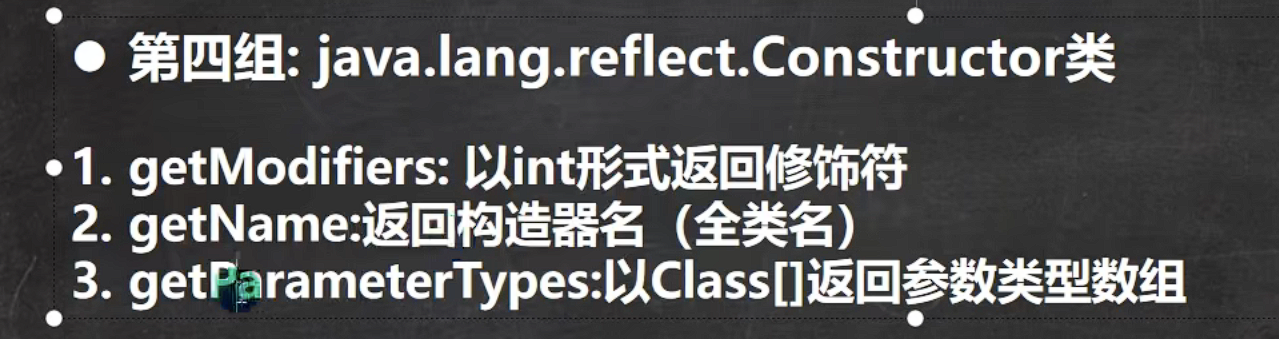 ● 第四组: java.lang.reflect.Constructor类
1. getModifiers: 以int形式返回修饰符
2. getName:返回构造器名（全类名）
3. getParameterTypes:以Class[]返回参数类型数组